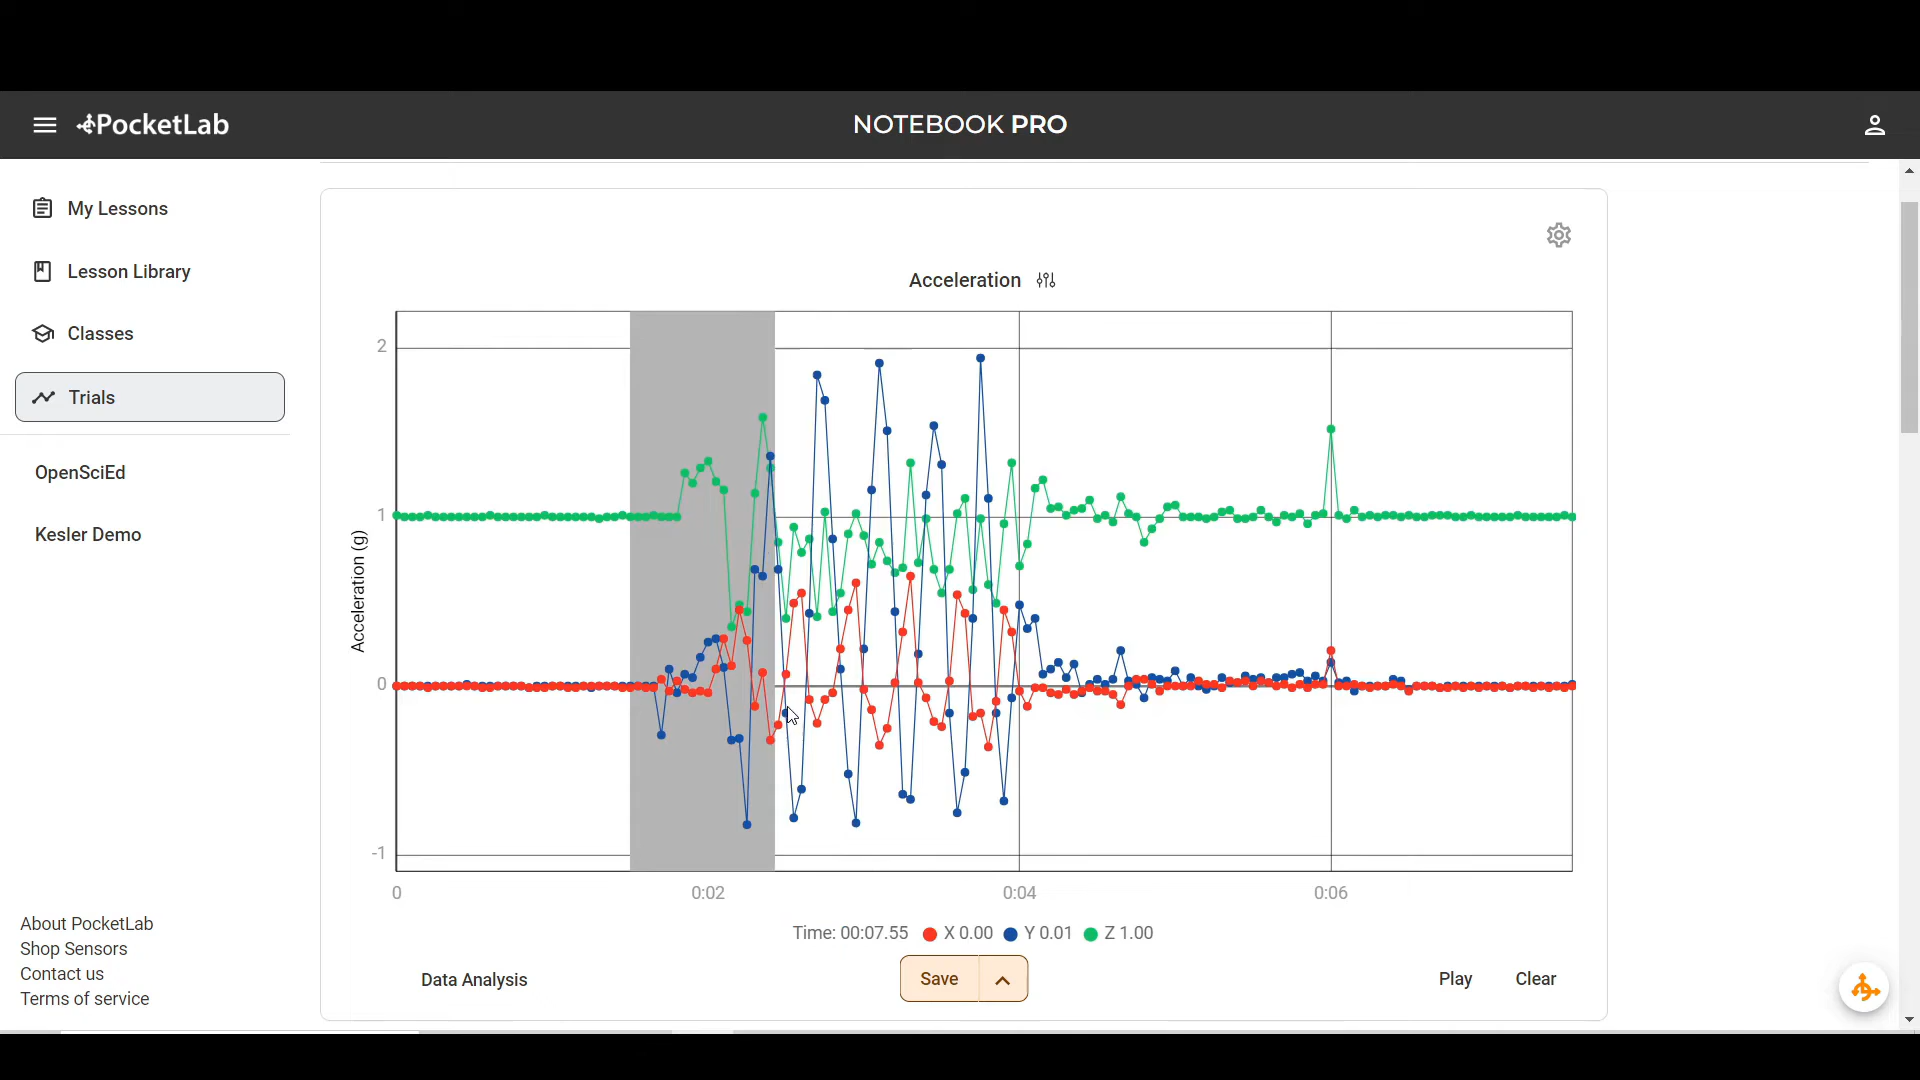 PocketLab
NOTEBOOK PRO
My Lessons
Lesson Library
Classes
Trials
OpenSciEd
Kesler Demo
About PocketLab
Shop Sensors
Contact us
Terms of service
Acceleration
Acceleration (g)
2
1
0
-1
0 0:02 0:04 0:06
Time: 00:07.55 X 0.00 Y 0.01 Z 1.00
Data Analysis Save Play Clear